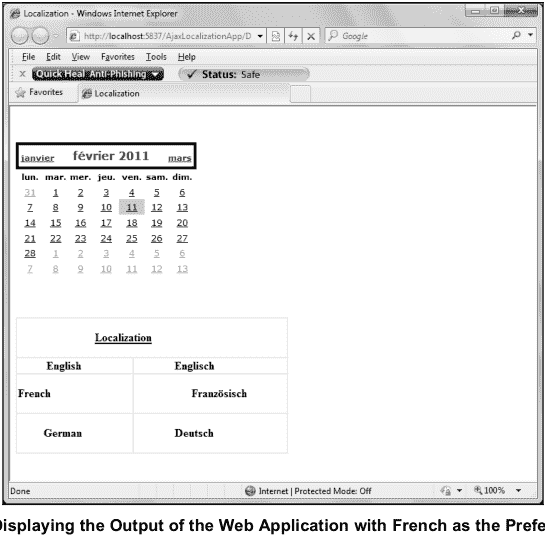 Localization - Windows Internet Explorer
http://localhost:5837/AjaxLocalizationApp/D
Google
File Edit View Favorites Tools Help
x Quick Heal Anti-Phishing Status: Safe
Favorites Localization
janvier février 2011 mars
lun. mar. mer. jeu. ven. sam. dim.
31 1 2 3 4 5 6
7 8 9 10 11 12 13
14 15 16 17 18 19 20
21 22 23 24 25 26 27
28 1 2 3 4 5 6
7 8 9 10 11 12 13
Localization
English Englisch
French Französisch
German Deutsch
Done Internet | Protected Mode: Off 100%
Displaying the Output of the Web Application with French as the Prefe